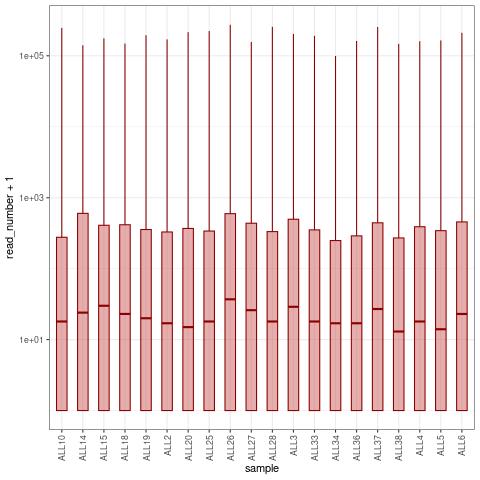 read_number + 1
1e+05
1e+03
1e+01
ALL10 ALL14 ALL15 ALL18 ALL19 ALL2 ALL20 ALL25 ALL26 ALL27 ALL28 ALL3 ALL33 ALL34 ALL36 ALL37 ALL38 ALL4 ALL5 ALL6
sample